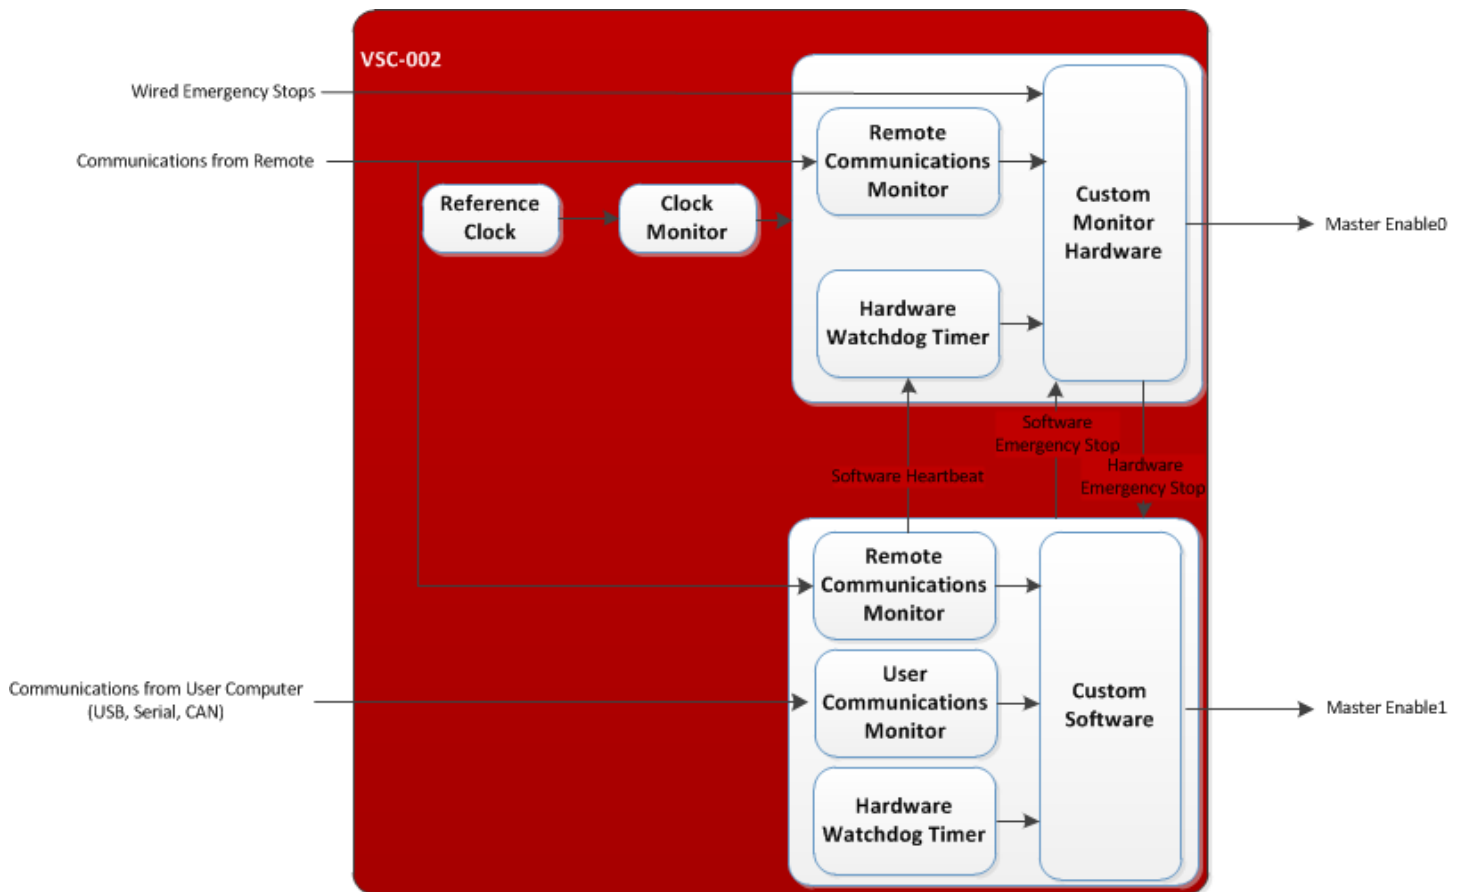 VSC-002
Wired Emergency Stops
Communications from Remote
Reference
Clock
Clock
Monitor
Remote
Communications
Monitor
Hardware
Watchdog Timer
Custom
Monitor
Hardware
Master Enable0
Software
Emergency Stop
Hardware
Emergency Stop
Software Heartbeat
Remote
Communications
Monitor
Communications from User Computer
(USB, Serial, CAN)
User
Communications
Monitor
Hardware
Watchdog Timer
Custom
Software
Master Enable1